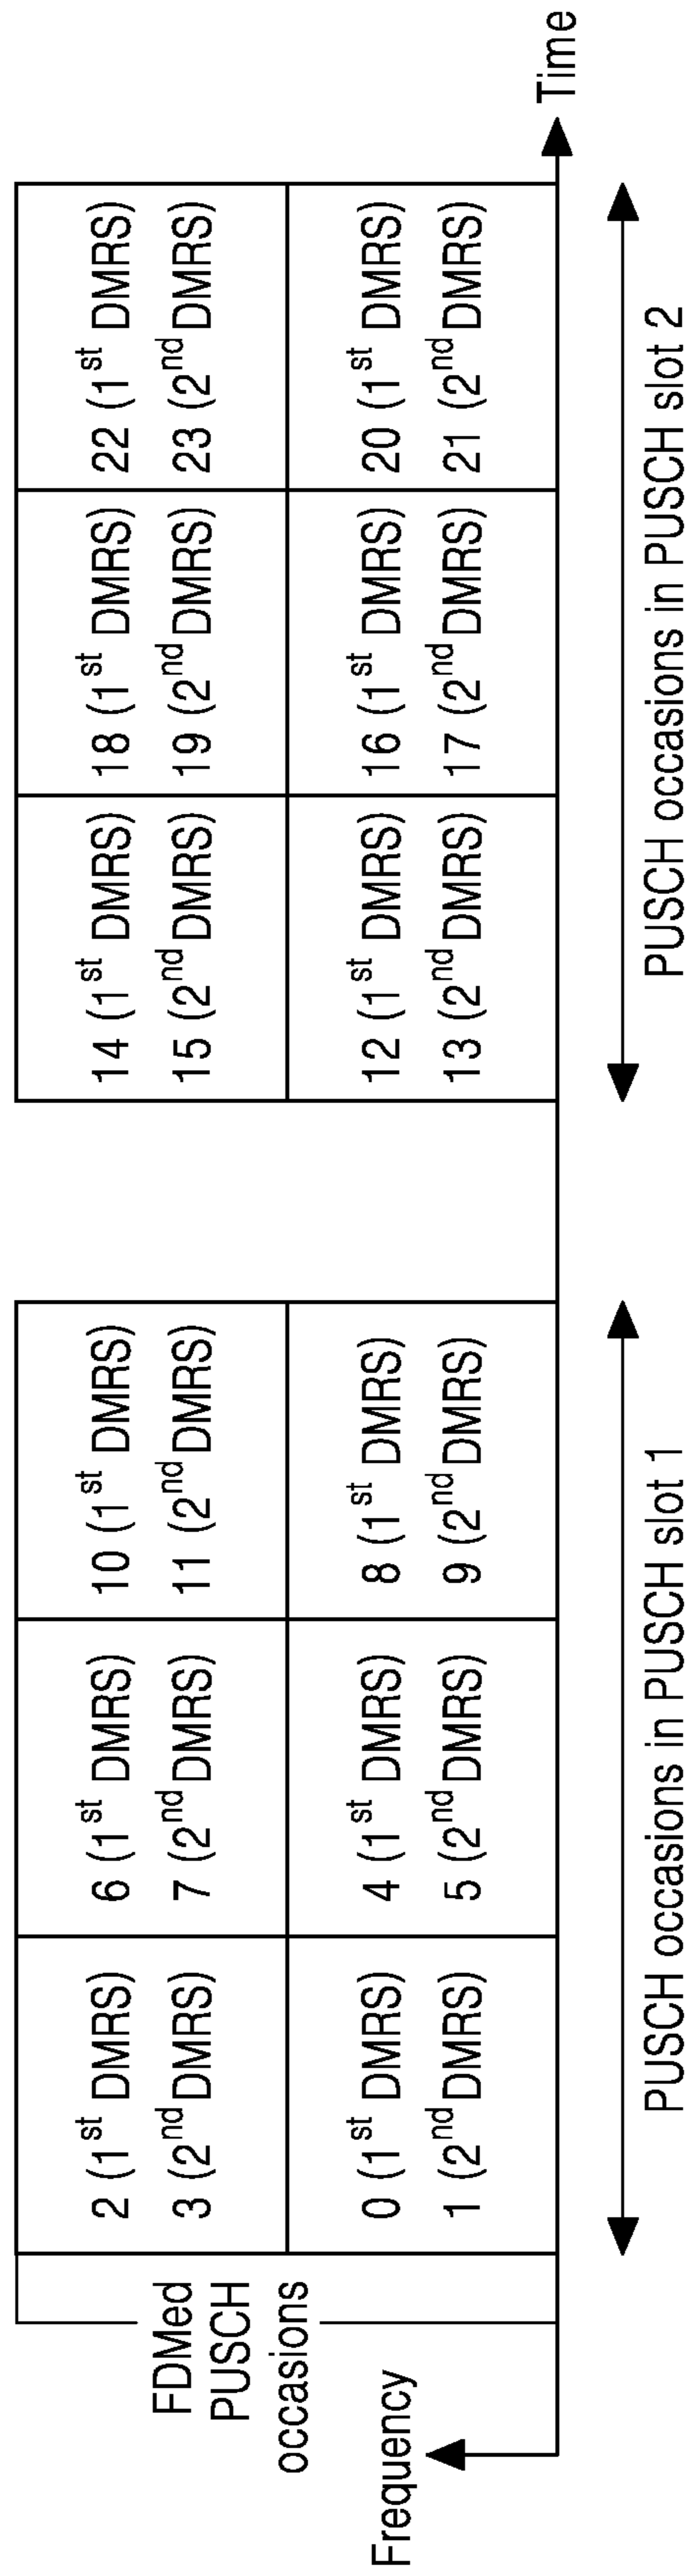 Frequency
FDMed
PUSCH
occasions
2 (1st DMRS)
3 (2nd DMRS)
6 (1st DMRS)
7 (2nd DMRS)
10 (1st DMRS)
11 (2nd DMRS)
14 (1st DMRS)
15 (2nd DMRS)
18 (1st DMRS)
19 (2nd DMRS)
22 (1st DMRS)
23 (2nd DMRS)
0 (1st DMRS)
1 (2nd DMRS)
4 (1st DMRS)
5 (2nd DMRS)
8 (1st DMRS)
9 (2nd DMRS)
12 (1st DMRS)
13 (2nd DMRS)
16 (1st DMRS)
17 (2nd DMRS)
20 (1st DMRS)
21 (2nd DMRS)
Time
PUSCH occasions in PUSCH slot 1
PUSCH occasions in PUSCH slot 2